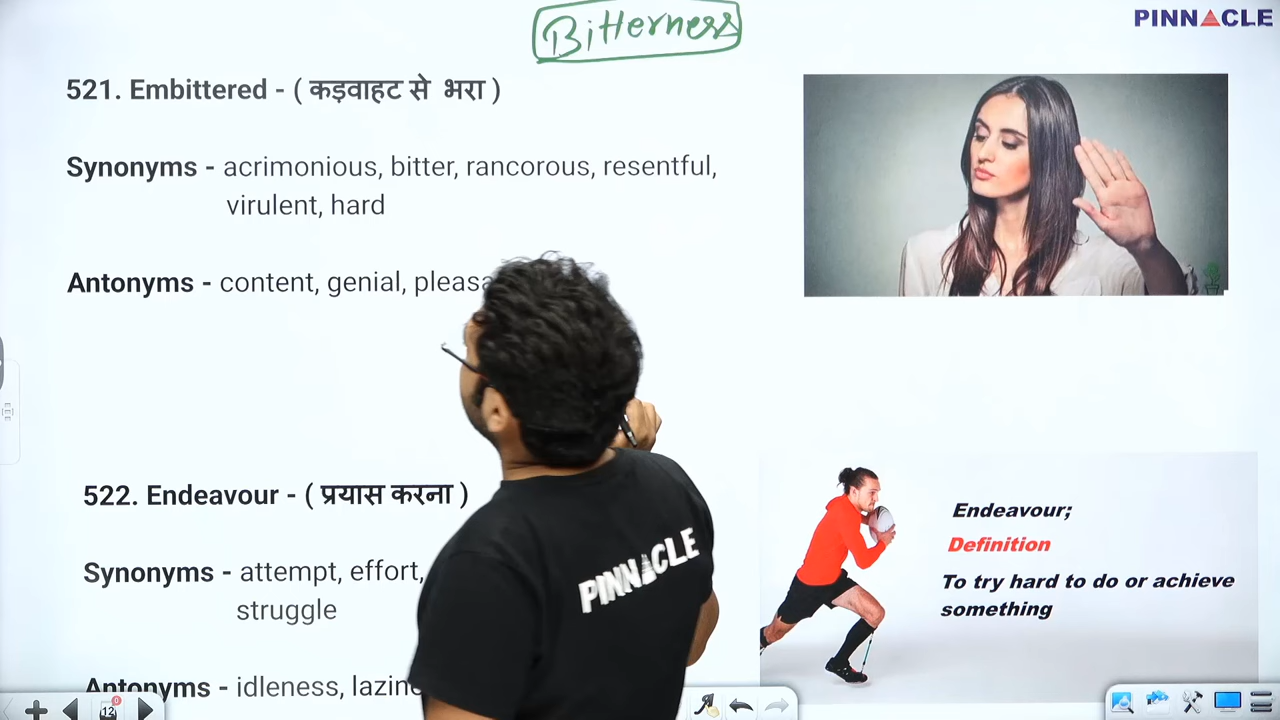 Bitterness
PINNACLE
521. Embittered - ( कड़वाहट से भरा )
Synonyms - acrimonious, bitter, rancorous, resentful,
virulent, hard
Antonyms - content, genial,
522. Endeavour - ( प्रयास करना )
Synonyms - attempt, effort,
struggle
Antonyms - idleness,
Endeavour;
Definition
To try hard to do or achieve
something
PINNACLE
12